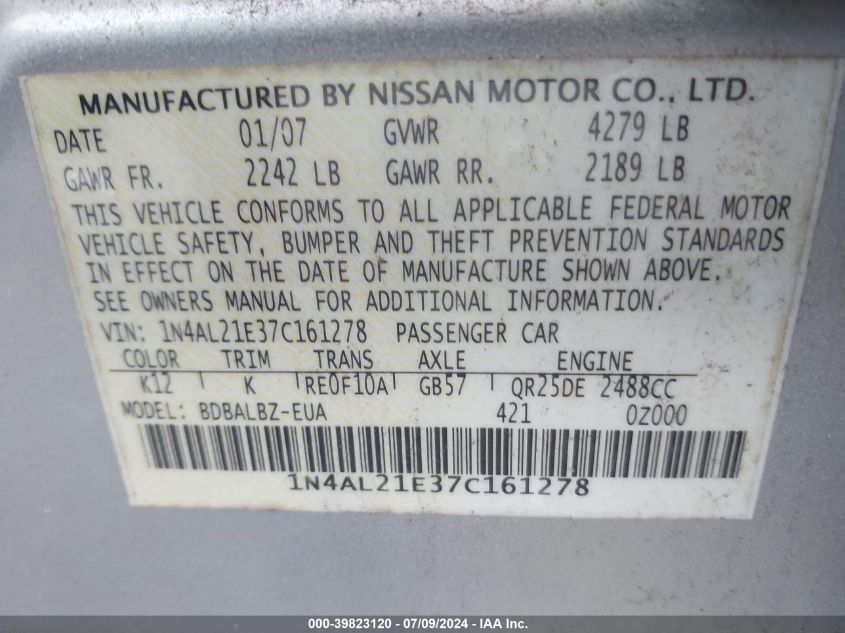 MANUFACTURED BY NISSAN MOTOR CO., LTD.
DATE 01/07 GVWR 4279 LB
GAWR FR. 2242 LB GAWR RR. 2189 LB
THIS VEHICLE CONFORMS TO ALL APPLICABLE FEDERAL MOTOR
VEHICLE SAFETY, BUMPER AND THEFT PREVENTION STANDARDS
IN EFFECT ON THE DATE OF MANUFACTURE SHOWN ABOVE.
SEE OWNERS MANUAL FOR ADDITIONAL INFORMATION.
VIN: 1N4AL21E37C161278 PASSENGER CAR
COLOR TRIM TRANS AXLE ENGINE
K12 K RE0F10A GB57 QR25DE 2488CC
MODEL: BDBALBZ-EUA 421 0Z000
1N4AL21E37C161278
000-39823120 - 07/09/2024 - IAA Inc.